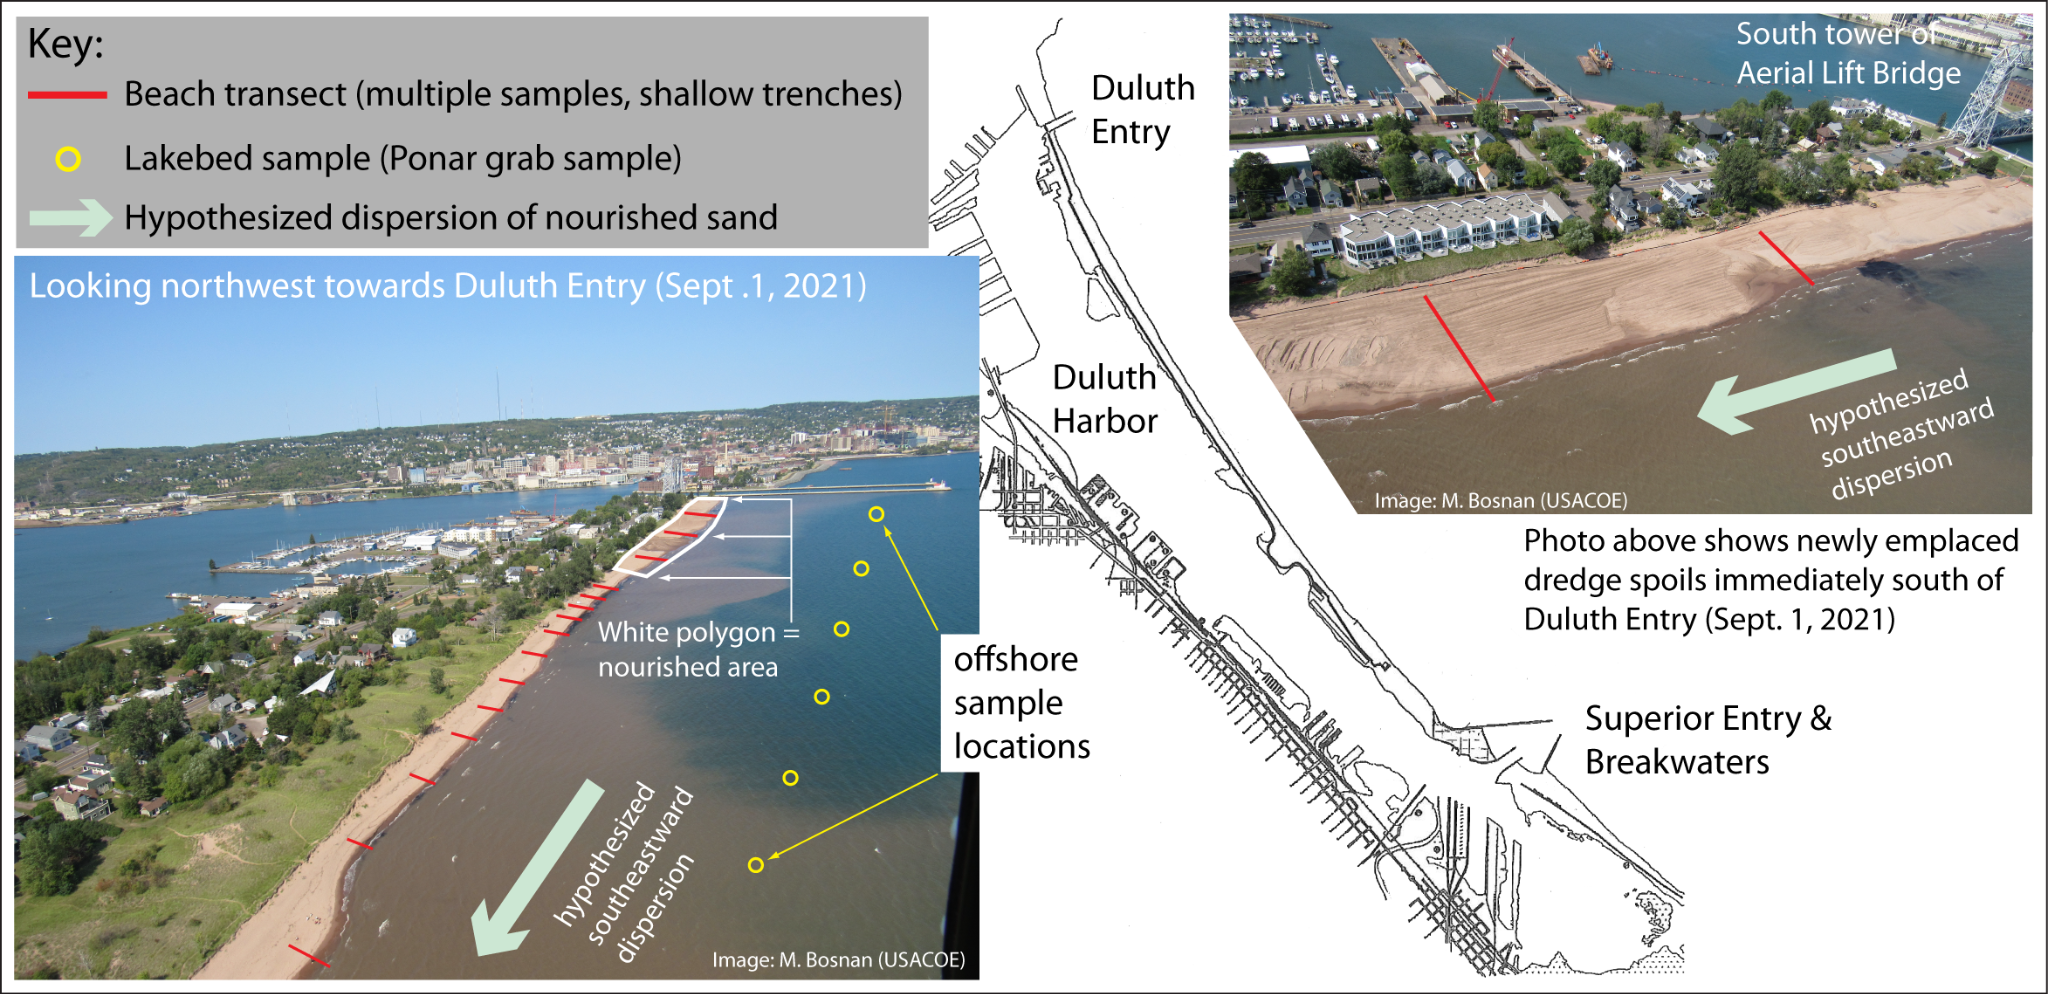 Key:
Beach transect (multiple samples, shallow trenches)
Lakebed sample (Ponar grab sample)
Hypothesized dispersion of nourished sand
Looking northwest towards Duluth Entry (Sept .1, 2021)
White polygon =
nourished area
offshore
sample
locations
hypothesized
southeastward
dispersion
Image: M. Bosnan (USACOE)
Duluth
Entry
Duluth
Harbor
Superior Entry &
Breakwaters
South tower of
Aerial Lift Bridge
hypothesized
southeastward
dispersion
Image: M. Bosnan (USACOE)
Photo above shows newly emplaced
dredge spoils immediately south of
Duluth Entry (Sept. 1, 2021)